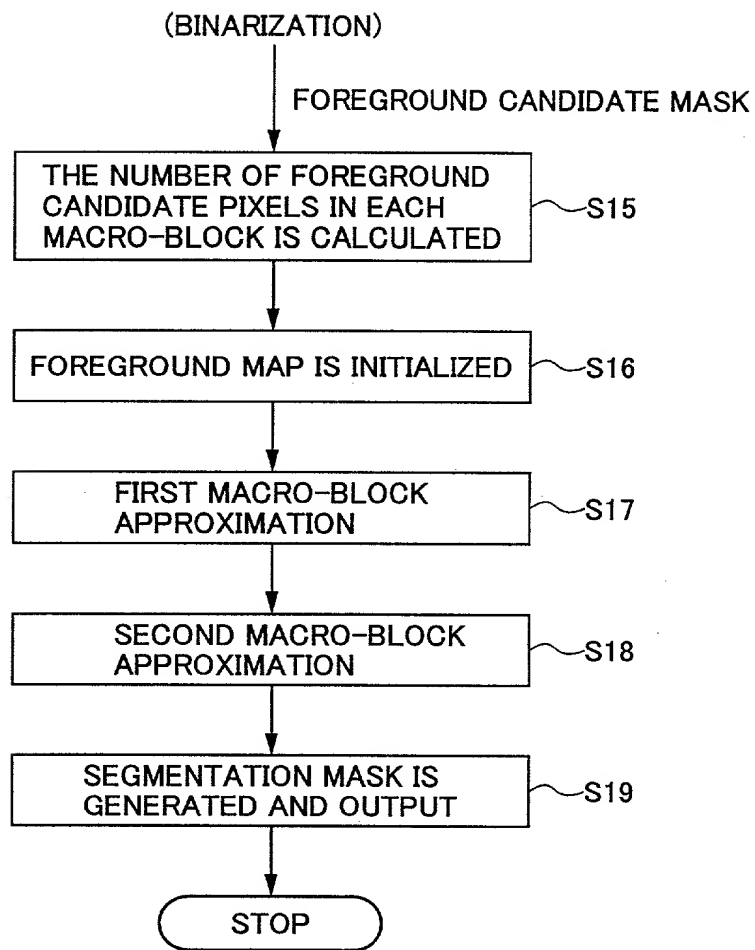 (BINARIZATION)
FOREGROUND CANDIDATE MASK
THE NUMBER OF FOREGROUND
CANDIDATE PIXELS IN EACH
MACRO-BLOCK IS CALCULATED
S15
FOREGROUND MAP IS INITIALIZED
S16
FIRST MACRO-BLOCK
APPROXIMATION
S17
SECOND MACRO-BLOCK
APPROXIMATION
S18
SEGMENTATION MASK IS
GENERATED AND OUTPUT
S19
STOP